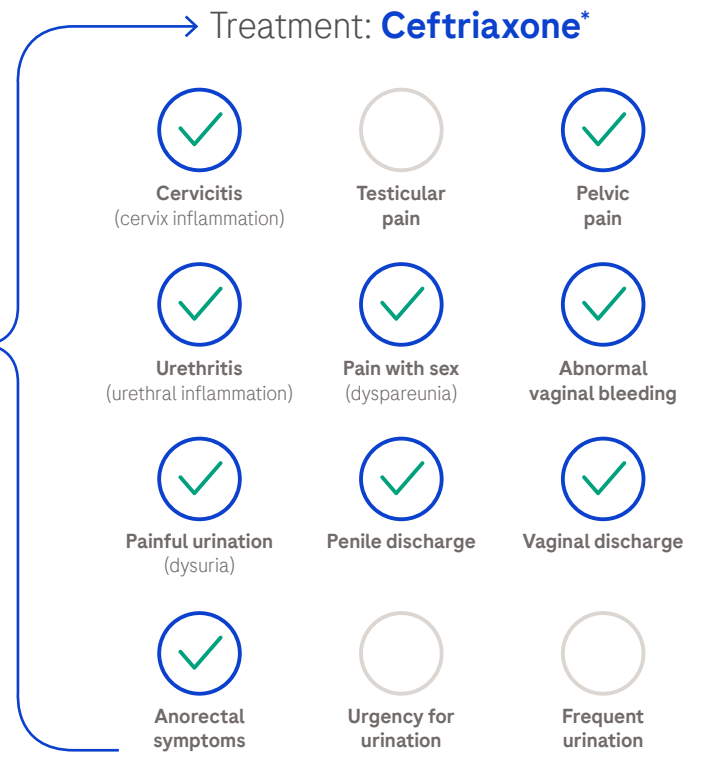 Treatment: Ceftriaxone*
Cervicitis
(cervix inflammation)
Testicular
pain
Pelvic
pain
Urethritis
(urethral inflammation)
Pain with sex
(dyspareunia)
Abnormal
vaginal bleeding
Painful urination
(dysuria)
Penile discharge
Vaginal discharge
Anorectal
symptoms
Urgency for
urination
Frequent
urination